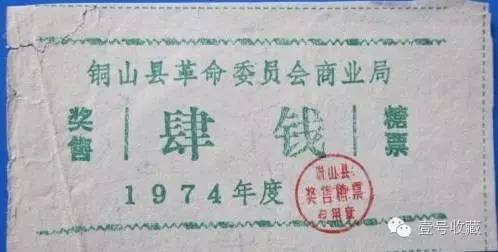 铜山县革命委员会商业局
奖售
肆钱
糖票
1974年度
铜山县
奖售糖票
专用章
壹号收藏